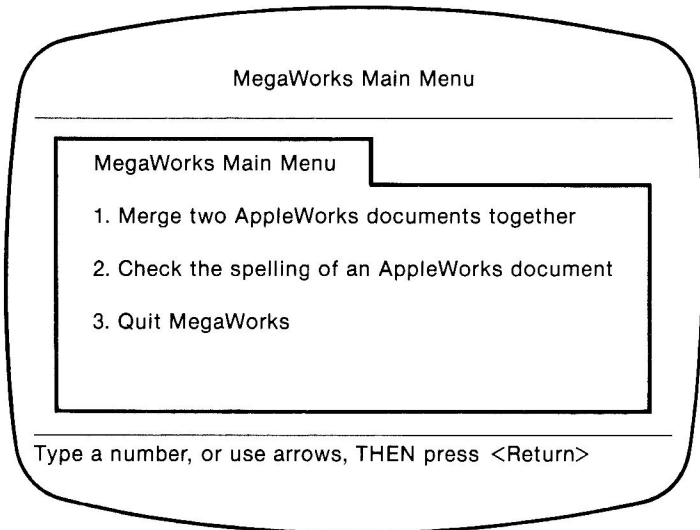 MegaWorks Main Menu
MegaWorks Main Menu
1. Merge two AppleWorks documents together
2. Check the spelling of an AppleWorks document
3. Quit MegaWorks
Type a number, or use arrows, THEN press <Return>